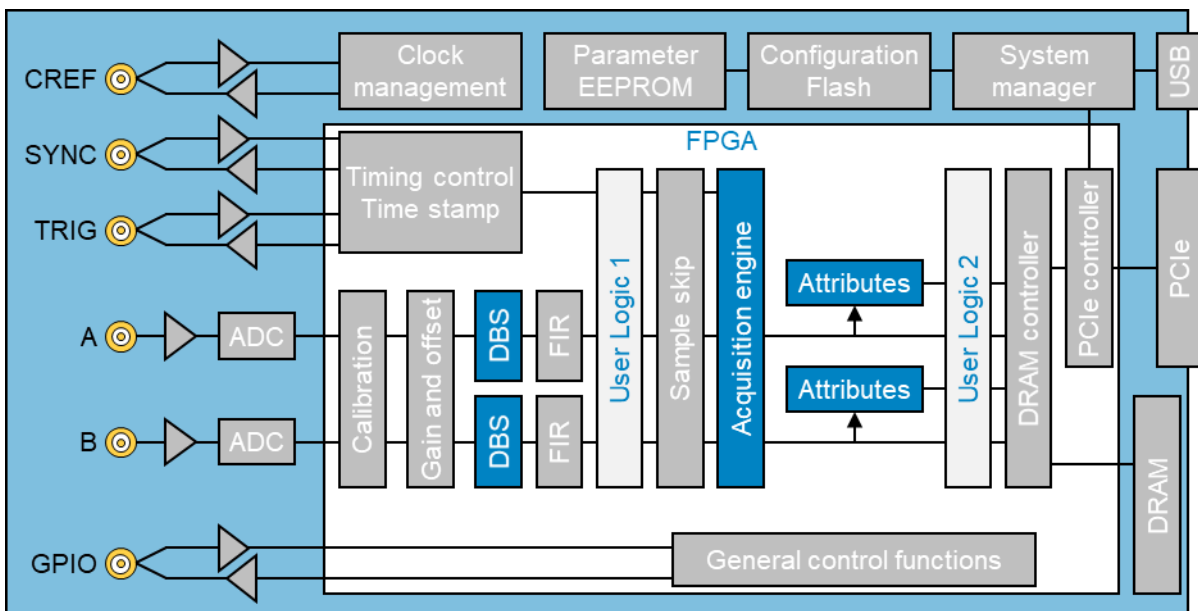 CREF
Clock
management
Parameter
EEPROM
Configuration
Flash
System
manager
USB
SYNC
TRIG
Timing control
Time stamp
FPGA
A
ADC
B
ADC
Calibration
Gain and offset
DBS
FIR
DBS
FIR
User Logic 1
Sample skip
Acquisition engine
Attributes
Attributes
User Logic 2
DRAM controller
PCIe controller
PCIe
DRAM
GPIO
General control functions